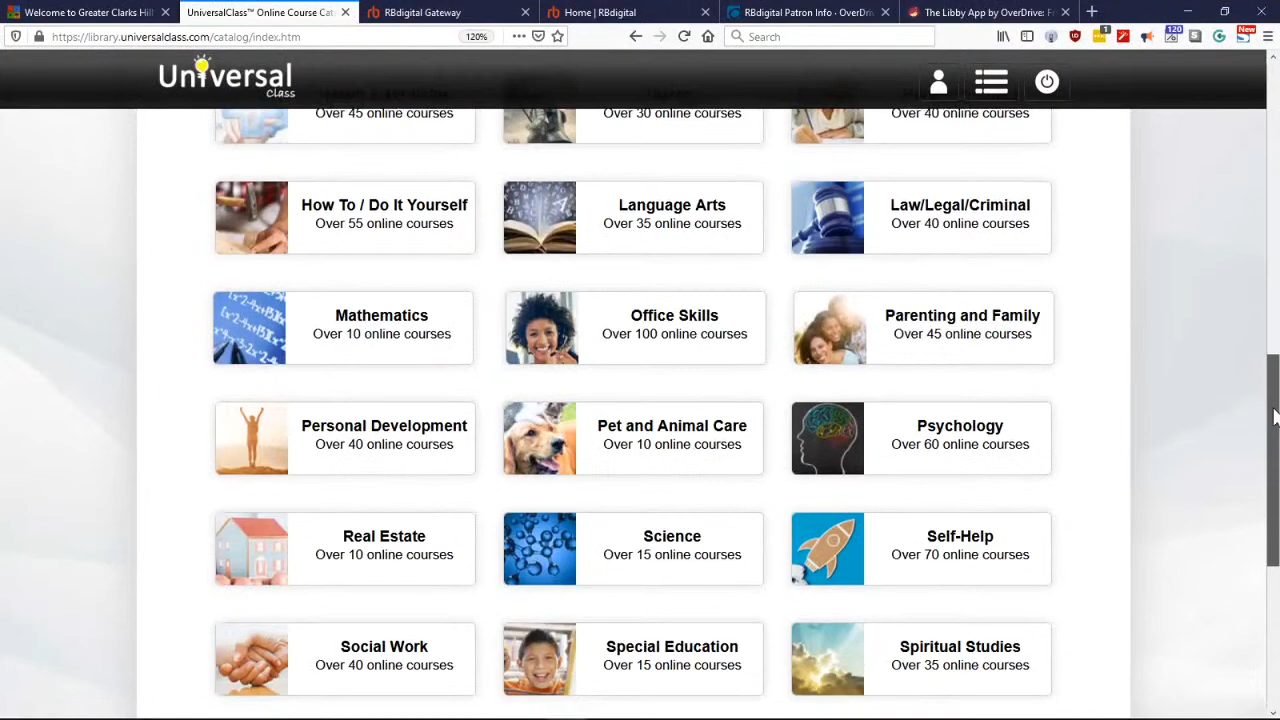 Welcome to Greater Clarks Hill
UniversalClass™ Online Course Cat
RBdigital Gateway
Home | RBdigital
RBdigital Patron Info · OverDriv
The Libby App by OverDrive: Fr
https://library.universalclass.com/catalog/index.htm
120%
Search
1
120
New
Universal
Class
Over 45 online courses
Over 30 online courses
Over 40 online courses
How To / Do It Yourself
Over 55 online courses
Language Arts
Over 35 online courses
Law/Legal/Criminal
Over 40 online courses
Mathematics
Over 10 online courses
Office Skills
Over 100 online courses
Parenting and Family
Over 45 online courses
Personal Development
Over 40 online courses
Pet and Animal Care
Over 10 online courses
Psychology
Over 60 online courses
Real Estate
Over 10 online courses
Science
Over 15 online courses
Self-Help
Over 70 online courses
Social Work
Over 40 online courses
Special Education
Over 15 online courses
Spiritual Studies
Over 35 online courses